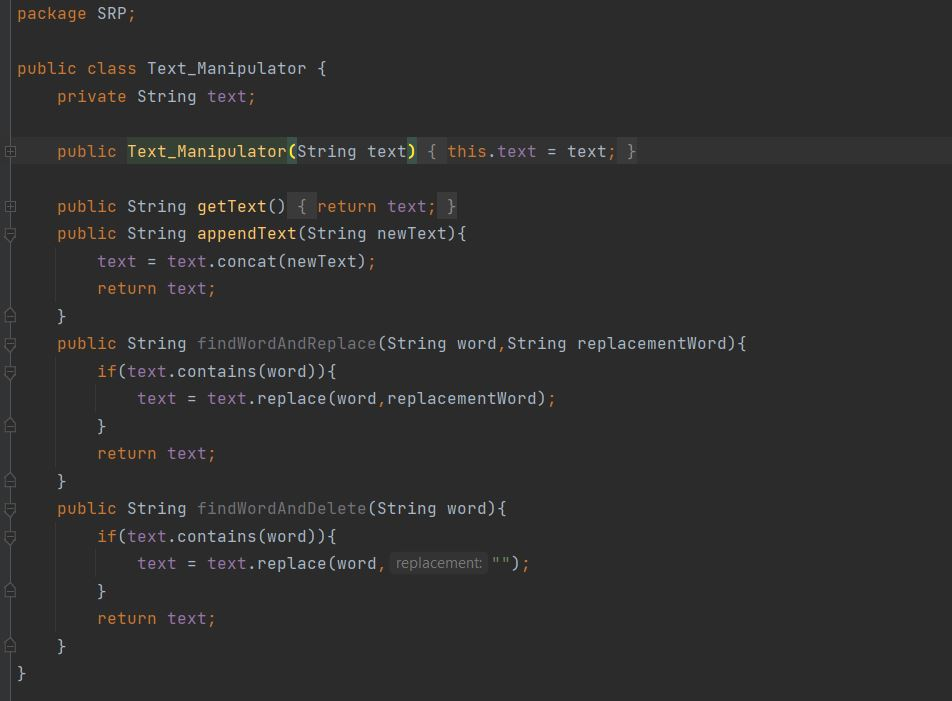 package SRP;
public class Text_Manipulator {
private String text;
public Text_Manipulator(String text) { this.text = text; }
public String getText() { return text; }
public String appendText(String newText){
text = text.concat(newText);
return text;
}
public String findWordAndReplace(String word,String replacementWord){
if(text.contains(word)){
text = text.replace(word,replacementWord);
}
return text;
}
public String findWordAndDelete(String word){
if(text.contains(word)){
text = text.replace(word, replacement: "");
}
return text;
}
}